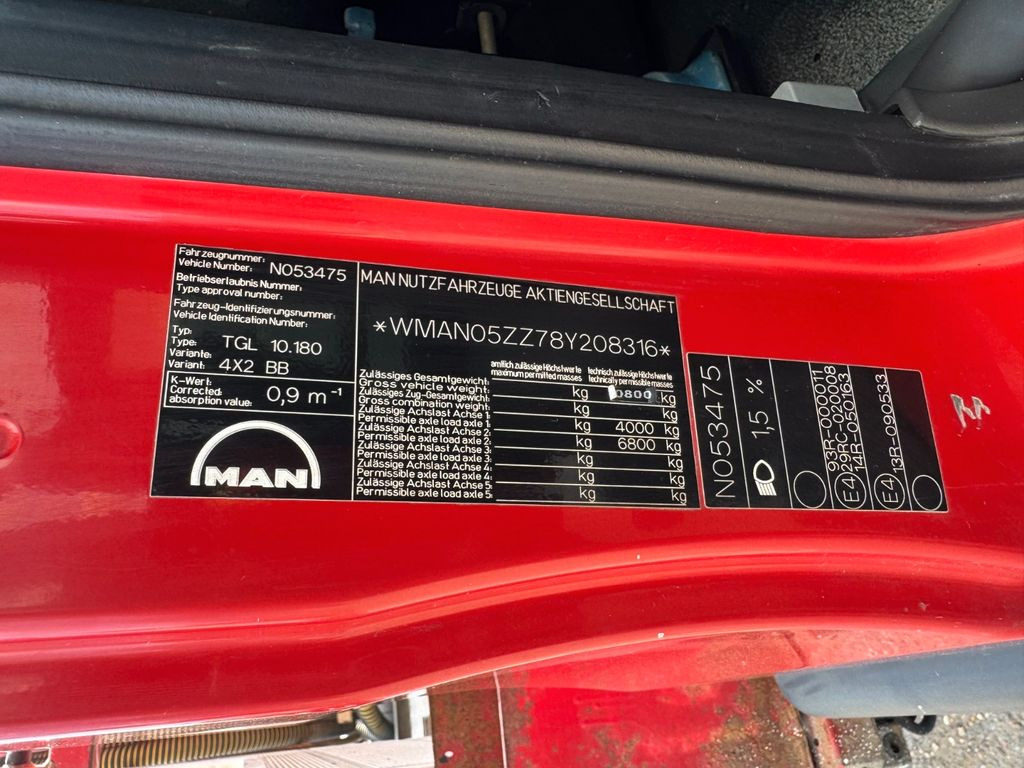 Fahrzeugnummer:
Vehicle Number: N053475
Betriebserlaubnis Nummer:
Type approval number:
Fahrzeug-Identifizierungsnummer:
Vehicle Identification Number:
Typ:
Type: TGL 10.180
Variante:
Variant: 4X2 BB
K-Wert:
Corrected
absorption value: 0,9 m⁻¹
MAN
MAN NUTZFAHRZEUGE AKTIENGESELLSCHAFT
*WMAN05ZZ78Y208316*
amtlich zulässige Höchstwerte technisch zulässige Höchstwerte
maximum permitted masses technically permissible masses
Zulässiges Gesamtgewicht:
Gross vehicle weight: kg 0800 kg
Zulässiges Zug-Gesamtgewicht:
Gross combination weight:
Zulässige Achslast Achse 1:
Permissible axle load axle 1: kg 4000 kg
Zulässige Achslast Achse 2:
Permissible axle load axle 2: kg 6800 kg
Zulässige Achslast Achse 3:
Permissible axle load axle 3: kg kg
Zulässige Achslast Achse 4:
Permissible axle load axle 4: kg kg
Zulässige Achslast Achse 5:
Permissible axle load axle 5: kg kg
N053475
1,5 %
93R-000011
E4 29RC-020008
14R-050163
E4 13R-090533